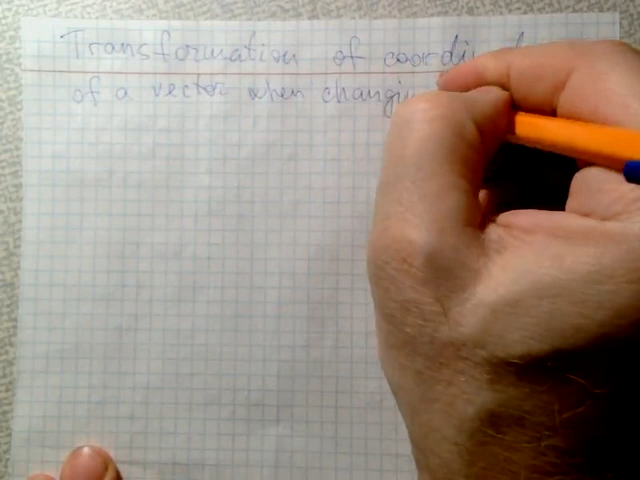 Transformation of coordi
of a vector when changi